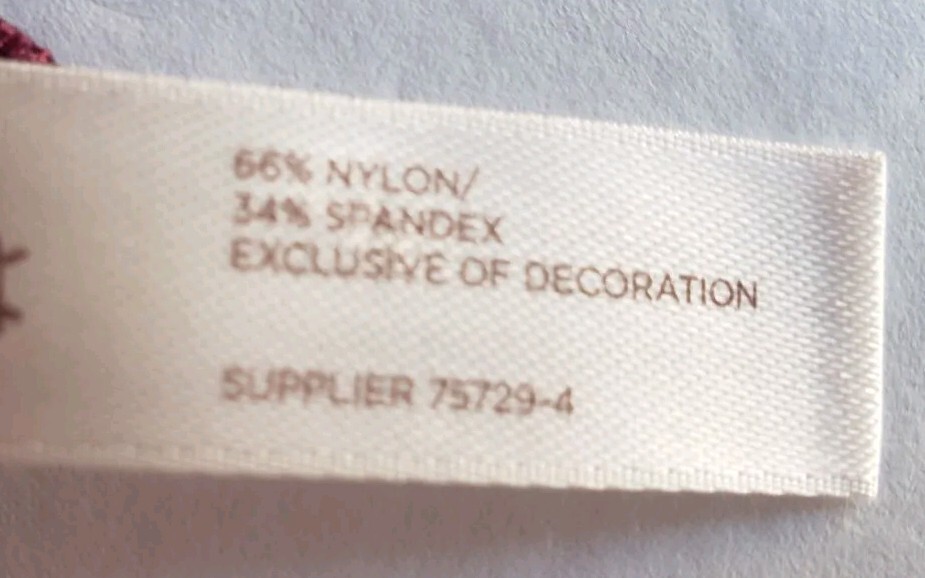 66% NYLON/
34% SPANDEX
EXCLUSIVE OF DECORATION
SUPPLIER 75729-4